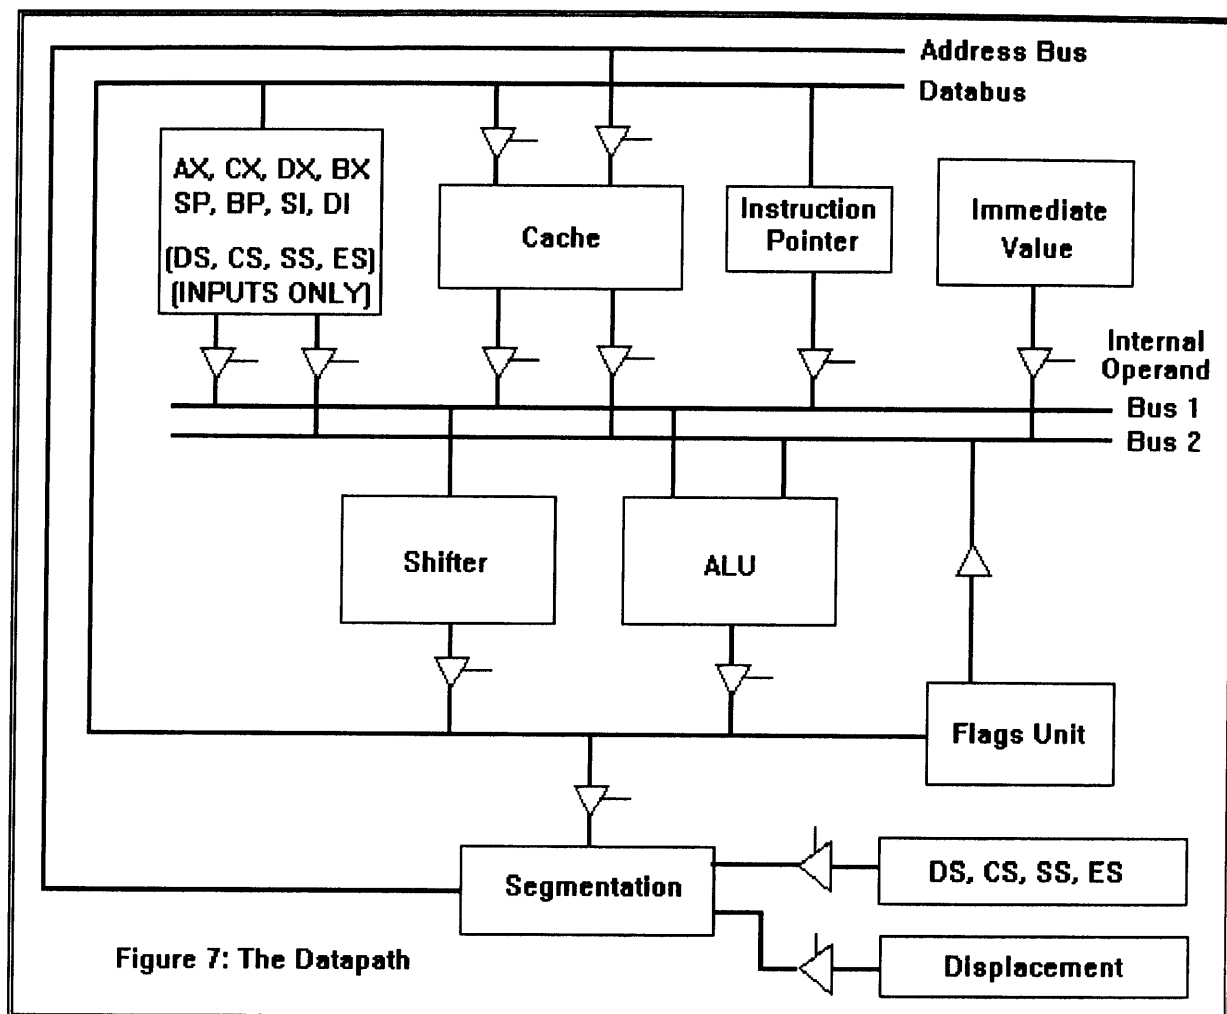 Address Bus
Databus
AX, CX, DX, BX
SP, BP, SI, DI
(DS, CS, SS, ES)
(INPUTS ONLY)
Cache
Instruction
Pointer
Immediate
Value
Internal
Operand
Bus 1
Bus 2
Shifter
ALU
Flags Unit
Segmentation
DS, CS, SS, ES
Displacement
Figure 7: The Datapath